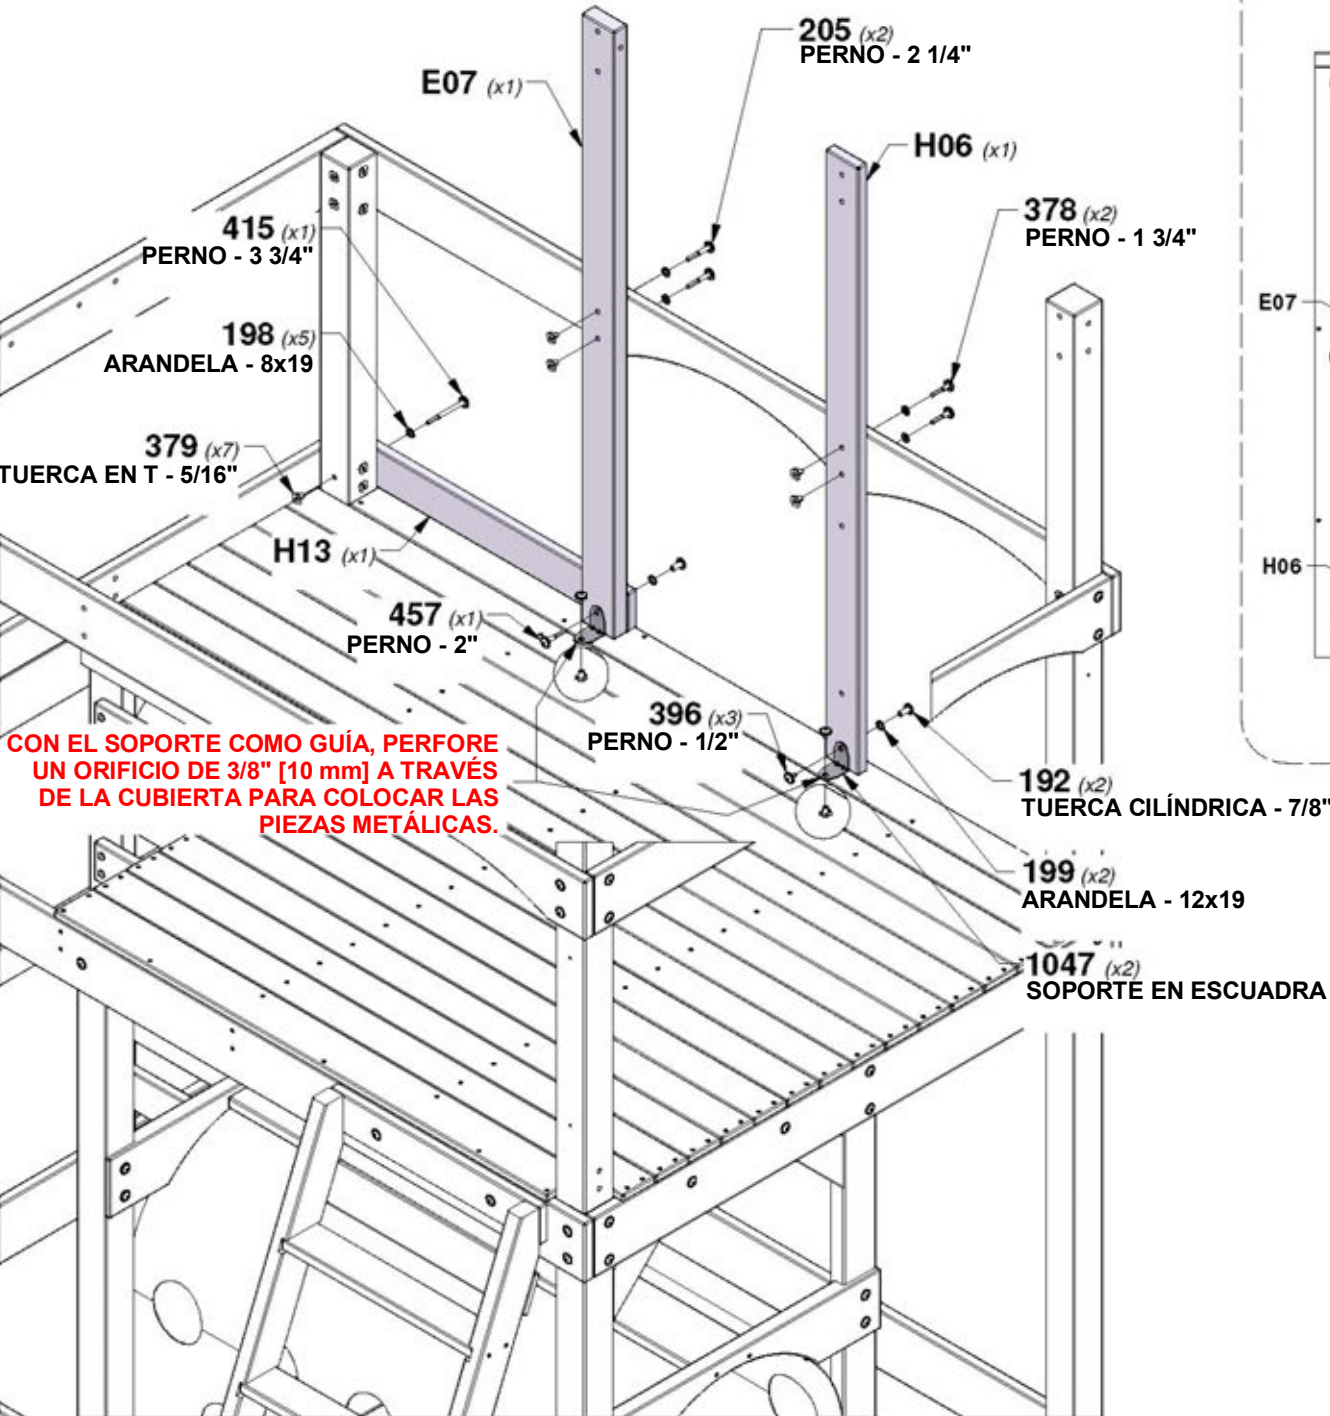 205 (x2)
PERNO - 2 1/4"
E07 (x1)
H06 (x1)
378 (x2)
PERNO - 1 3/4"
415 (x1)
PERNO - 3 3/4"
198 (x5)
ARANDELA - 8x19
379 (x7)
TUERCA EN T - 5/16"
H13 (x1)
457 (x1)
PERNO - 2"
396 (x3)
PERNO - 1/2"
CON EL SOPORTE COMO GUÍA, PERFORE
UN ORIFICIO DE 3/8" [10 mm] A TRAVÉS
DE LA CUBIERTA PARA COLOCAR LAS
PIEZAS METÁLICAS.
192 (x2)
TUERCA CILÍNDRICA - 7/8"
199 (x2)
ARANDELA - 12x19
1047 (x2)
SOPORTE EN ESCUADRA
E07
H06